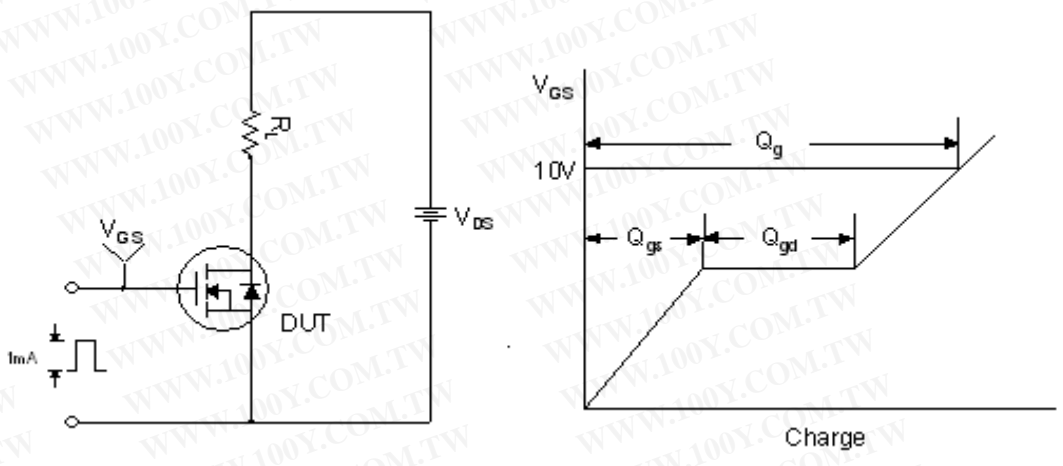 R_L
V_DS
V_GS
DUT
1mA
V_GS
10V
Q_g
Q_gs
Q_gd
Charge
WWW.100Y.COM.TW